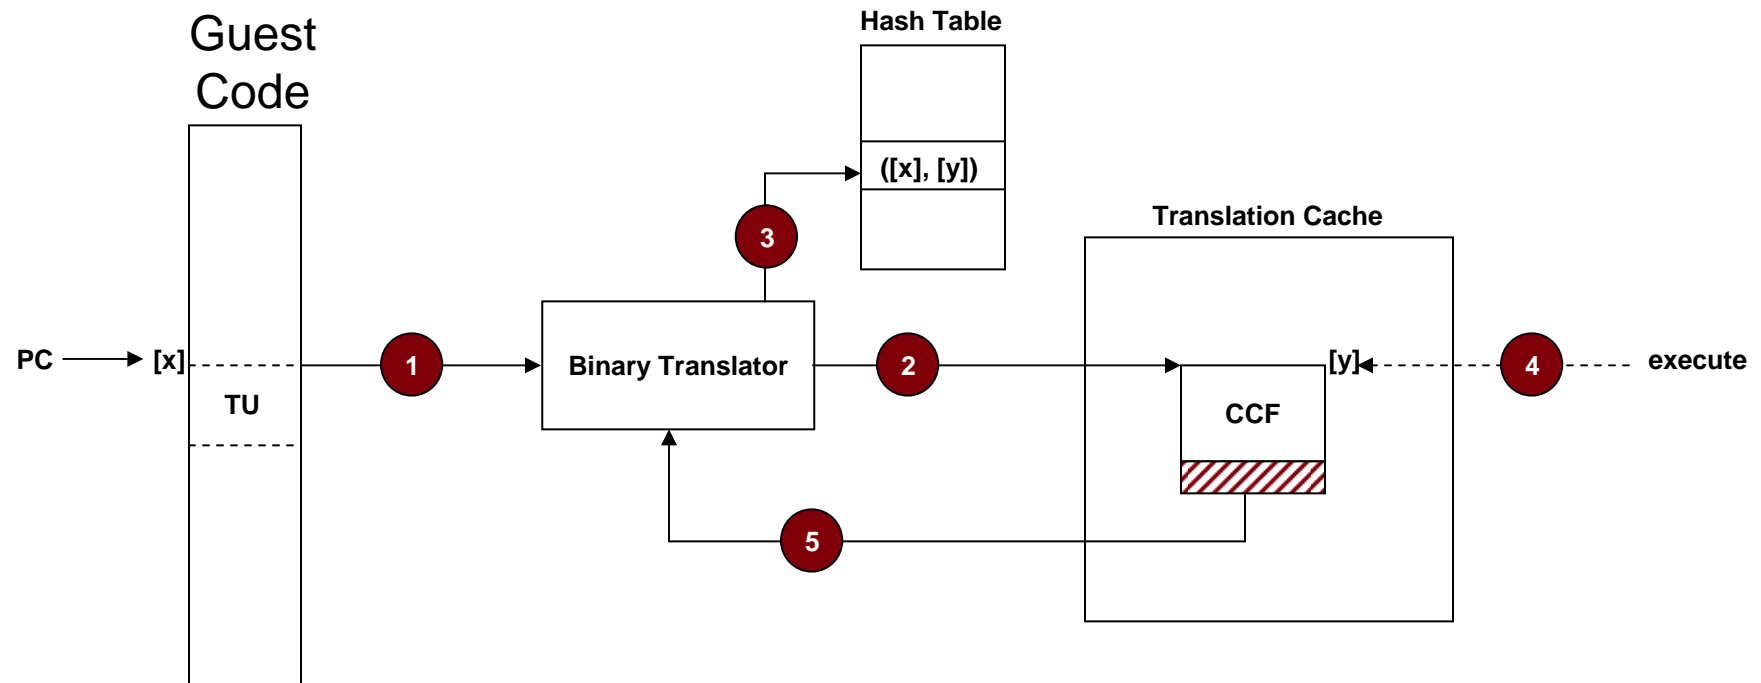 Guest
Code
Hash Table
([x], [y])
3
Translation Cache
PC
[x]
TU
1
Binary Translator
2
[y]
CCF
4
execute
5